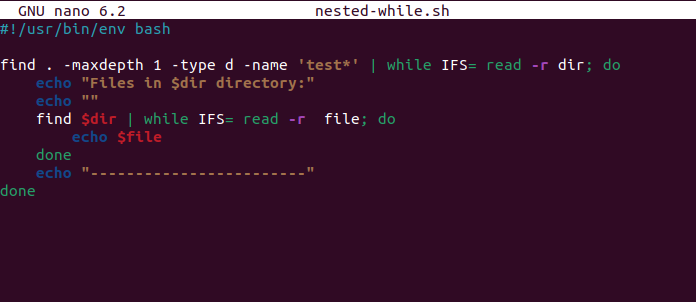 GNU nano 6.2 nested-while.sh
#!/usr/bin/env bash
find . -maxdepth 1 -type d -name 'test*' | while IFS= read -r dir; do
    echo "Files in $dir directory:"
    echo ""
    find $dir | while IFS= read -r  file; do
        echo $file
    done
    echo "------------------------"
done